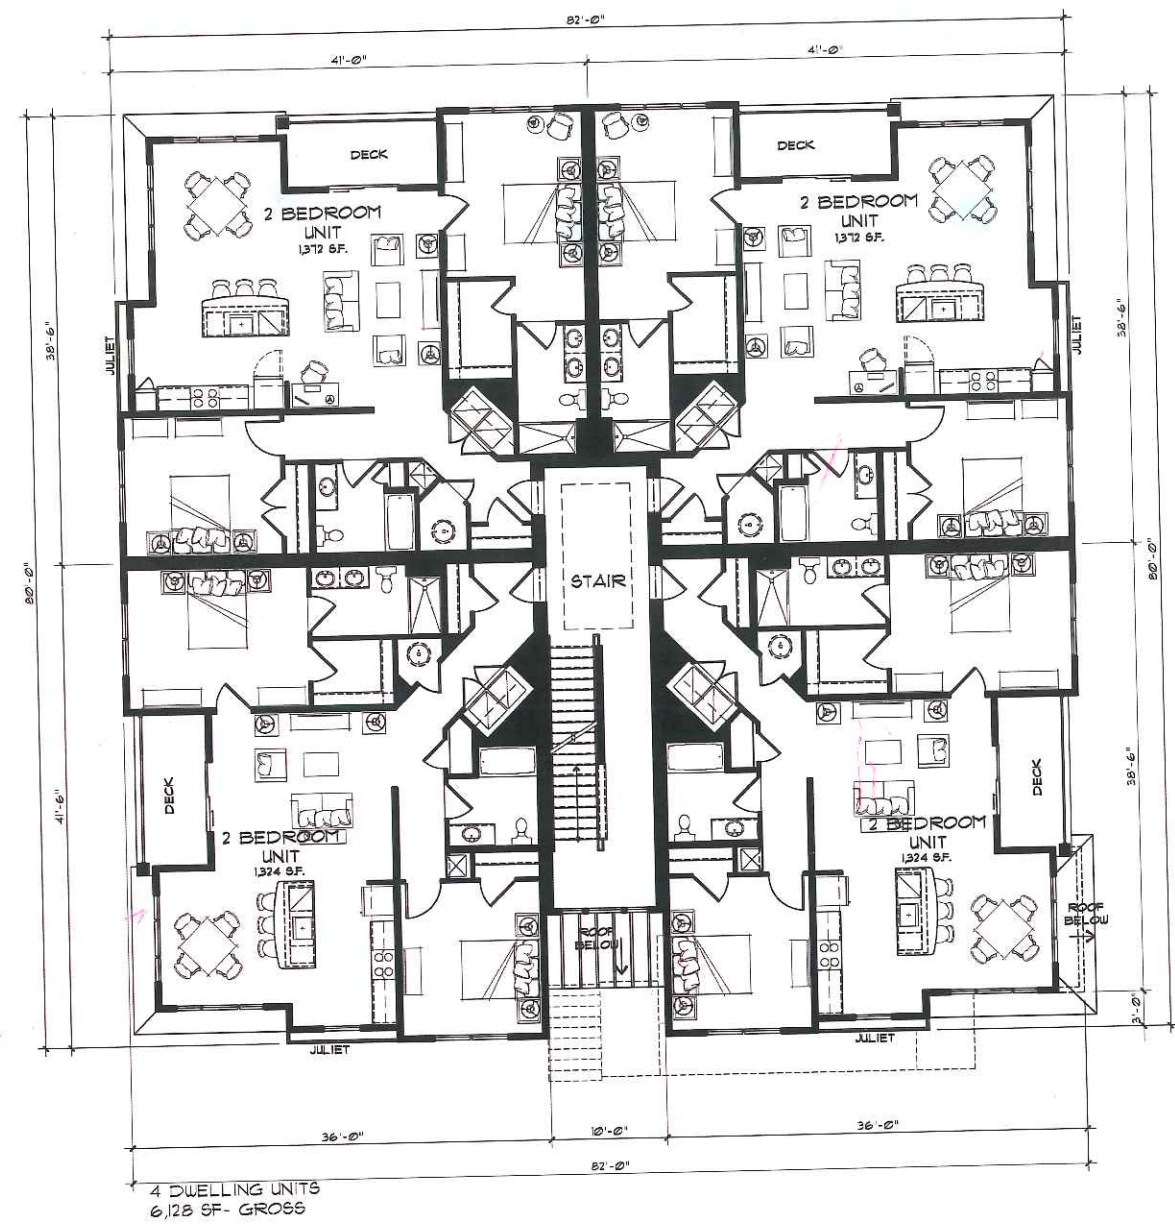 82'-0"
41'-0"
41'-0"
DECK
DECK
2 BEDROOM
UNIT
1,372 S.F.
2 BEDROOM
UNIT
1,372 S.F.
38'-6"
38'-6"
JULIET
JULIET
80'-0"
80'-0"
STAIR
DECK
DECK
41'-6"
38'-6"
2 BEDROOM
UNIT
1,324 S.F.
2 BEDROOM
UNIT
1,324 S.F.
ROOF
BELOW
ROOF
BELOW
3'-0"
JULIET
JULIET
36'-0"
10'-0"
36'-0"
82'-0"
4 DWELLING UNITS
6,128 SF- GROSS